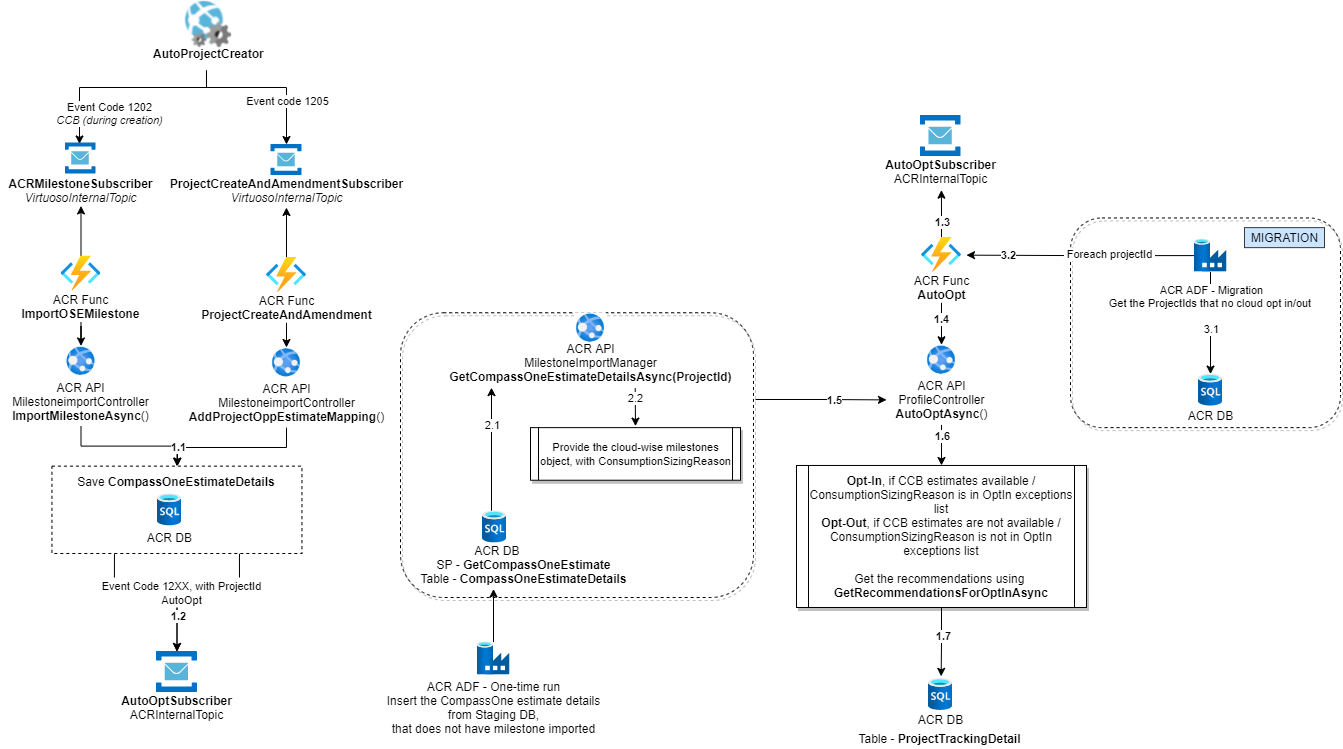 AutoProjectCreator
Event Code 1202
CCB (during creation)
Event code 1205
ACRMilestoneSubscriber
VirtuosoInternalTopic
ProjectCreateAndAmendmentSubscriber
VirtuosoInternalTopic
ACR Func
ImportOSEMilestone
ACR Func
ProjectCreateAndAmendment
ACR API
MilestoneimportController
ImportMilestoneAsync()
ACR API
MilestoneimportController
AddProjectOppEstimateMapping()
1.1
Save CompassOneEstimateDetails
SQL
ACR DB
Event Code 12XX, with ProjectId
AutoOpt
1.2
AutoOptSubscriber
ACRInternalTopic
ACR API
MilestoneImportManager
GetCompassOneEstimateDetailsAsync(ProjectId)
2.2
2.1
Provide the cloud-wise milestones
object, with ConsumptionSizingReason
SQL
ACR DB
SP - GetCompassOneEstimate
Table - CompassOneEstimateDetails
ACR ADF - One-time run
Insert the CompassOne estimate details
from Staging DB,
that does not have milestone imported
1.5
AutoOptSubscriber
ACRInternalTopic
1.3
ACR Func
AutoOpt
1.4
ACR API
ProfileController
AutoOptAsync()
1.6
Opt-In, if CCB estimates available /
ConsumptionSizingReason is in OptIn exceptions
list
Opt-Out, if CCB estimates are not available /
ConsumptionSizingReason is not in OptIn
exceptions list
Get the recommendations using
GetRecommendationsForOptInAsync
1.7
SQL
ACR DB
Table - ProjectTrackingDetail
3.2
Foreach projectId
MIGRATION
ACR ADF - Migration
Get the ProjectIds that no cloud opt in/out
3.1
SQL
ACR DB